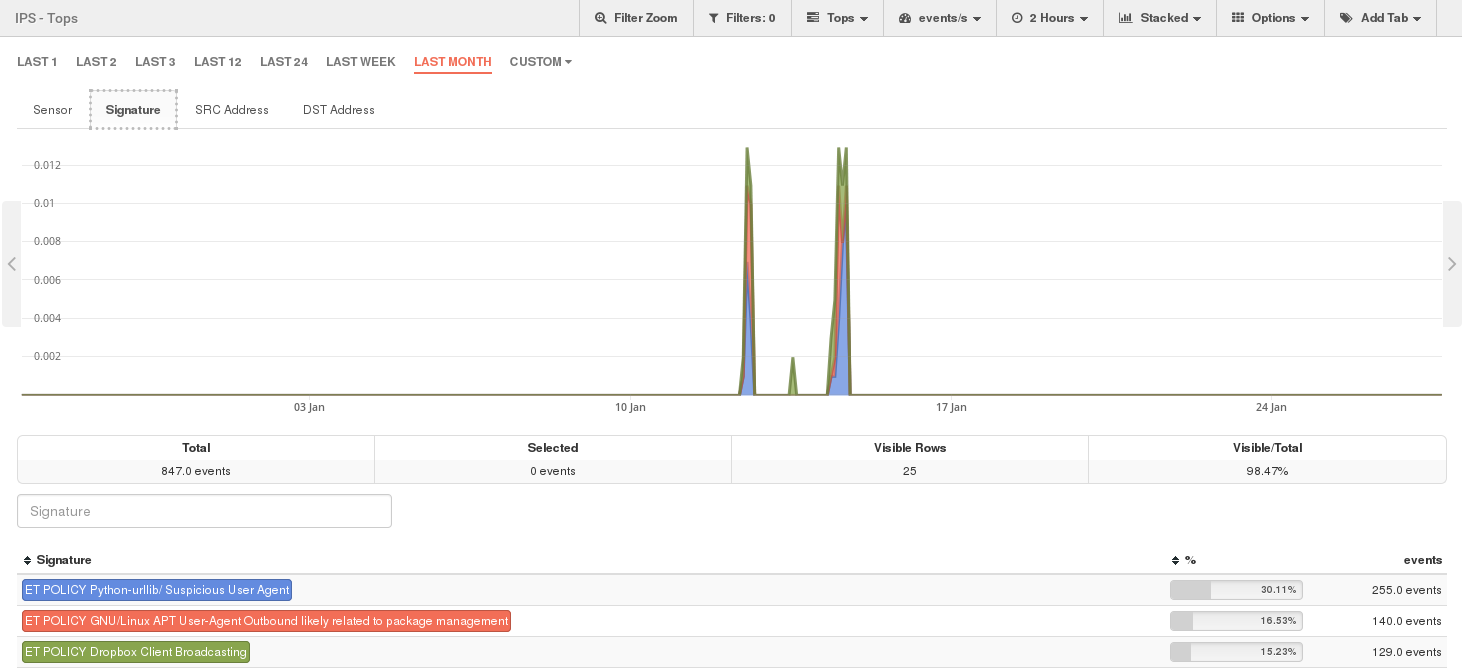 IPS - Tops
Filter Zoom
Filters: 0
Tops
events/s
2 Hours
Stacked
Options
Add Tab
LAST 1 LAST 2 LAST 3 LAST 12 LAST 24 LAST WEEK LAST MONTH CUSTOM
Sensor Signature SRC Address DST Address
0.012
0.01
0.008
0.006
0.004
0.002
03 Jan 10 Jan 17 Jan 24 Jan
Total Selected Visible Rows Visible/Total
847.0 events 0 events 25 98.47%
Signature
Signature % events
ET POLICY Python-urllib/ Suspicious User Agent 30.11% 255.0 events
ET POLICY GNU/Linux APT User-Agent Outbound likely related to package management 16.53% 140.0 events
ET POLICY Dropbox Client Broadcasting 15.23% 129.0 events